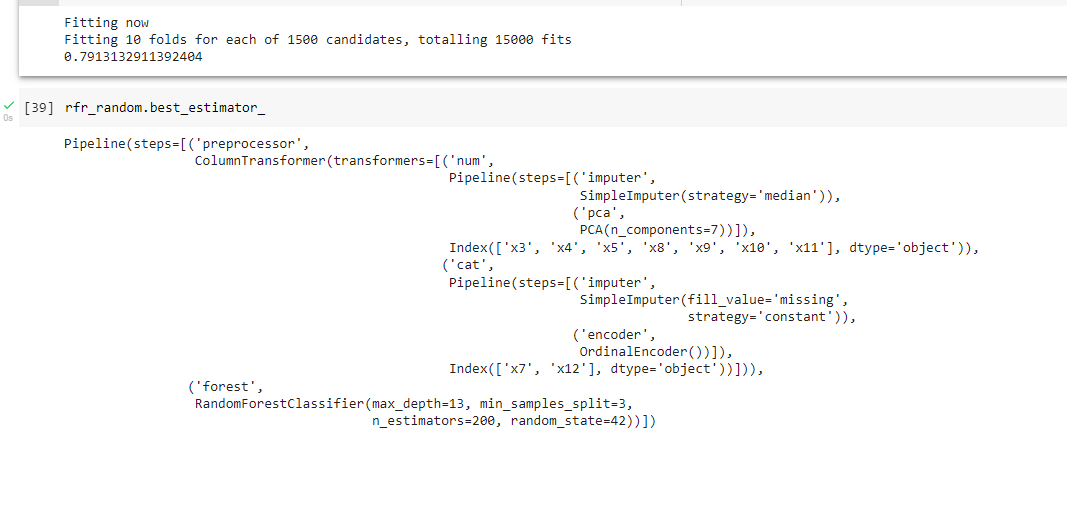 Fitting now
Fitting 10 folds for each of 1500 candidates, totalling 15000 fits
0.7913132911392404
[39] rfr_random.best_estimator_
0s
Pipeline(steps=[('preprocessor',
ColumnTransformer(transformers=[('num',
Pipeline(steps=[('imputer',
SimpleImputer(strategy='median')),
('pca',
PCA(n_components=7))]),
Index(['x3', 'x4', 'x5', 'x8', 'x9', 'x10', 'x11'], dtype='object')),
('cat',
Pipeline(steps=[('imputer',
SimpleImputer(fill_value='missing',
strategy='constant')),
('encoder',
OrdinalEncoder())]),
Index(['x7', 'x12'], dtype='object'))])),
('forest',
RandomForestClassifier(max_depth=13, min_samples_split=3,
n_estimators=200, random_state=42))])